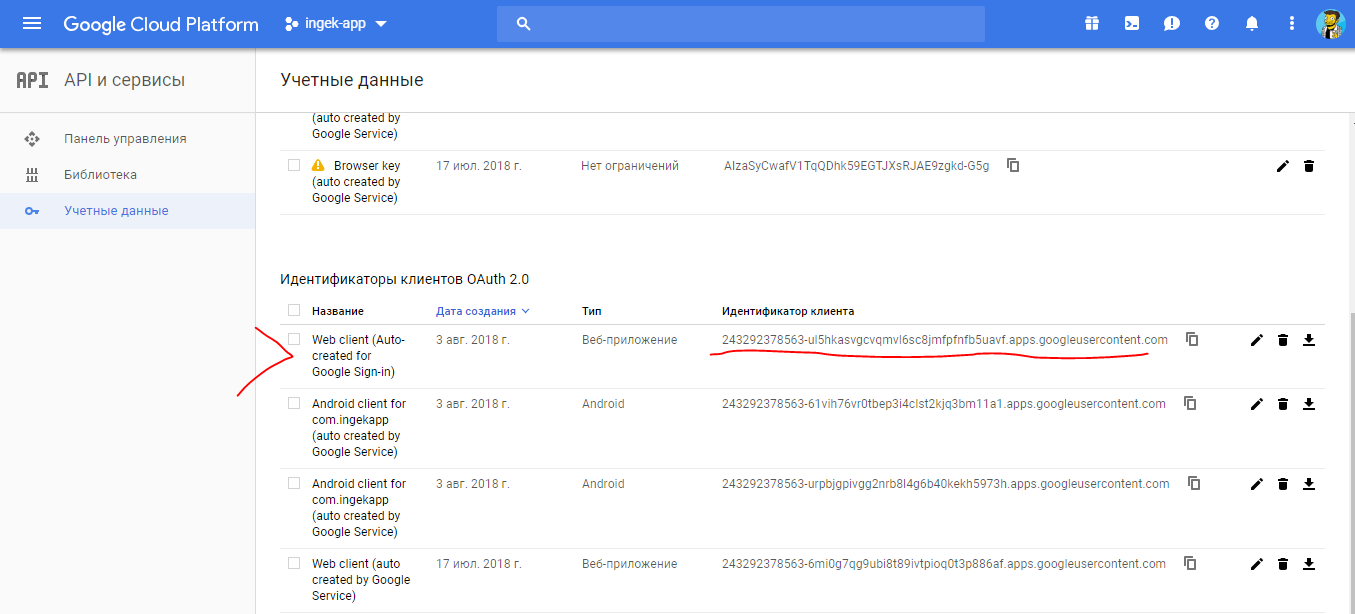 Google Cloud Platform ingek-app
API API и сервисы
Учетные данные
Панель управления
Библиотека
Учетные данные
(auto created by
Google Service)
Browser key 17 июл. 2018 г. Нет ограничений AIzaSyCwafV1TqQDhk59EGTJXsRJAE9zgkd-G5g
(auto created by
Google Service)
Идентификаторы клиентов OAuth 2.0
Название Дата создания Тип Идентификатор клиента
Web client (Auto- 3 авг. 2018 г. Веб-приложение 243292378563-ul5hkasvgcvqmvl6sc8jmfpfnfb5uavf.apps.googleusercontent.com
created for
Google Sign-in)
Android client for 3 авг. 2018 г. Android 243292378563-61vih76vr0tbep3i4clst2kjq3bm11a1.apps.googleusercontent.com
com.ingekapp
(auto created by
Google Service)
Android client for 3 авг. 2018 г. Android 243292378563-urpbjgpivgg2nrb8l4g6b40kekh5973h.apps.googleusercontent.com
com.ingekapp
(auto created by
Google Service)
Web client (auto 17 июл. 2018 г. Веб-приложение 243292378563-6mi0g7qg9ubi8t89ivtpioq0t3p886af.apps.googleusercontent.com
created by Google
Service)